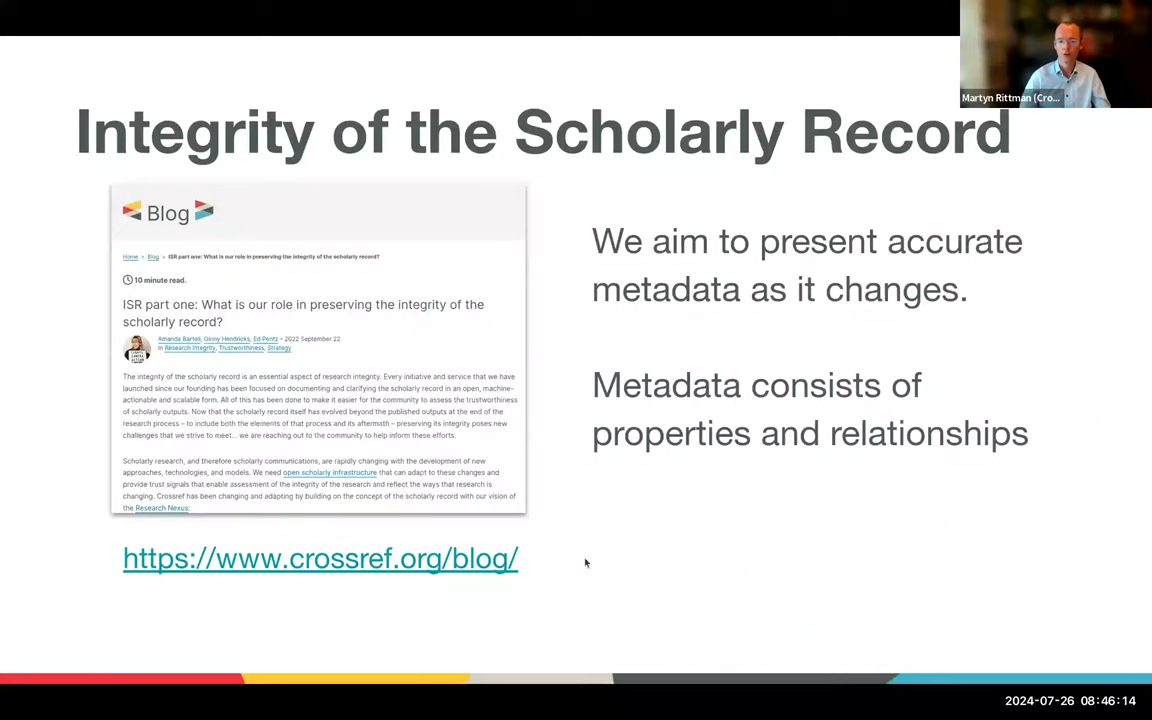 Martyn Rittman (Cro...
Integrity of the Scholarly Record
Blog
Home > Blog > ISR part one: What is our role in preserving the integrity of the scholarly record?
10 minute read.
ISR part one: What is our role in preserving the integrity of the
scholarly record?
Amanda Bartell, Ginny Hendricks, Ed Pentz – 2022 September 22
In Research Integrity, Trustworthiness, Strategy
The integrity of the scholarly record is an essential aspect of research integrity. Every initiative and service that we have
launched since our founding has been focused on documenting and clarifying the scholarly record in an open, machine-
actionable and scalable form. All of this has been done to make it easier for the community to assess the trustworthiness
of scholarly outputs. Now that the scholarly record itself has evolved beyond the published outputs at the end of the
research process – to include both the elements of that process and its aftermath – preserving its integrity poses new
challenges that we strive to meet... we are reaching out to the community to help inform these efforts.
Scholarly research, and therefore scholarly communications, are rapidly changing with the development of new
approaches, technologies, and models. We need open scholarly infrastructure that can adapt to these changes and
provide trust signals that enable assessment of the integrity of the research and reflect the ways that research is
changing. Crossref has been changing and adapting by building on the concept of the scholarly record with our vision of
the Research Nexus:
https://www.crossref.org/blog/
We aim to present accurate
metadata as it changes.
Metadata consists of
properties and relationships
2024-07-26 08:46:14